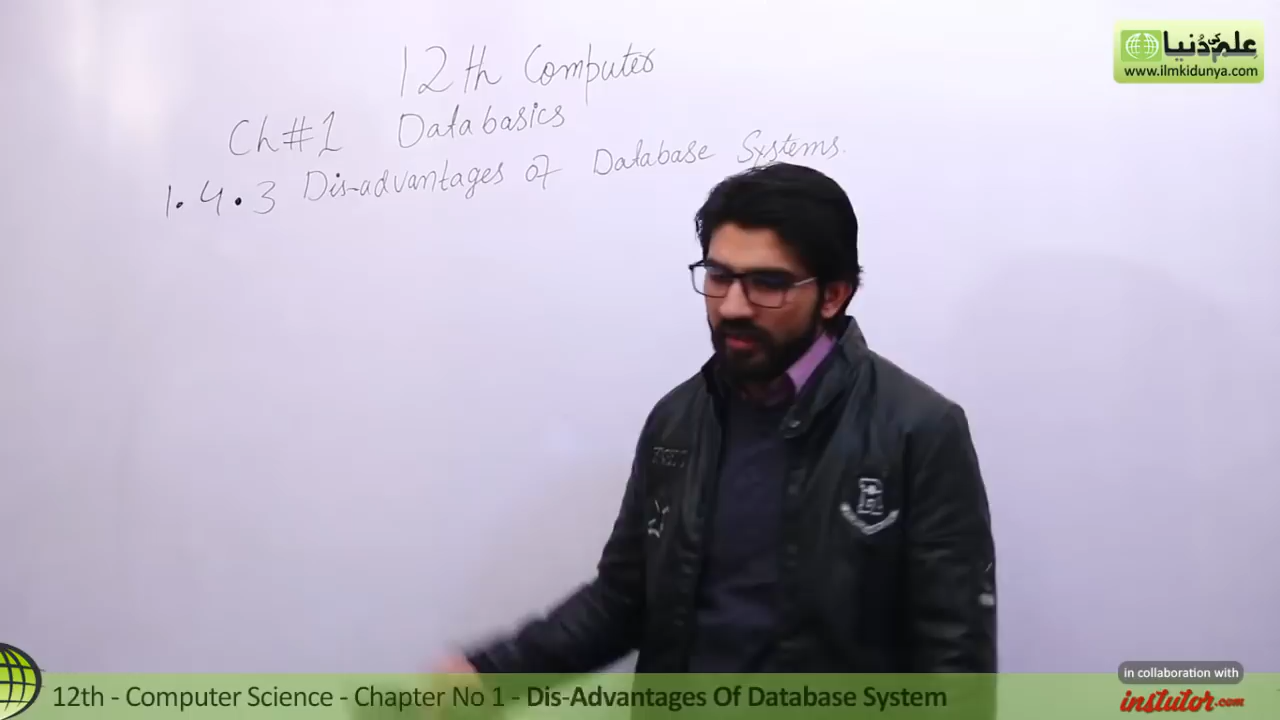 12th Computer
Ch#1 Databasics
1.4.3 Dis-advantages of Database Systems.
علم کی دُنیا
www.ilmkidunya.com
12th - Computer Science - Chapter No 1 - Dis-Advantages Of Database System
in collaboration with
instutor.com